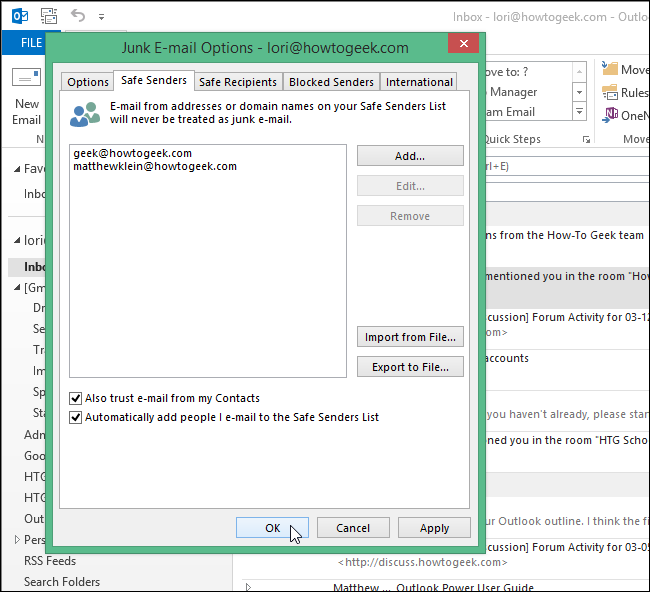 Inbox - lori@howtogeek.com - Outlo
FILE
Junk E-mail Options - lori@howtogeek.com
Options
Safe Senders
Safe Recipients
Blocked Senders
International
E-mail from addresses or domain names on your Safe Senders List
will never be treated as junk e-mail.
geek@howtogeek.com
matthewklein@howtogeek.com
Add...
Edit...
Remove
Import from File...
Export to File...
Also trust e-mail from my Contacts
Automatically add people I e-mail to the Safe Senders List
OK
Cancel
Apply
New
Email
N
Favo
Inbo
lori
Inbo
[Gm
Dr
Se
Tra
Im
Sp
Sta
Adm
Goo
HTG
HTG
Out
Pers
RSS Feeds
Search Folders
ve to: ?
Manager
am Email
Quick Steps
Move
Rules
OneN
Mov
rl+E)
ns from the How-To Geek team
mentioned you in the room "How
cussion] Forum Activity for 03-12
om>
accounts
you haven't already, please star
ned you in the room "HTG Scho
ur Outlook outline. I think the fi
cussion] Forum Activity for 03-05
<http://discuss.howtogeek.com>
Matthew ... Outlook Power User Guide